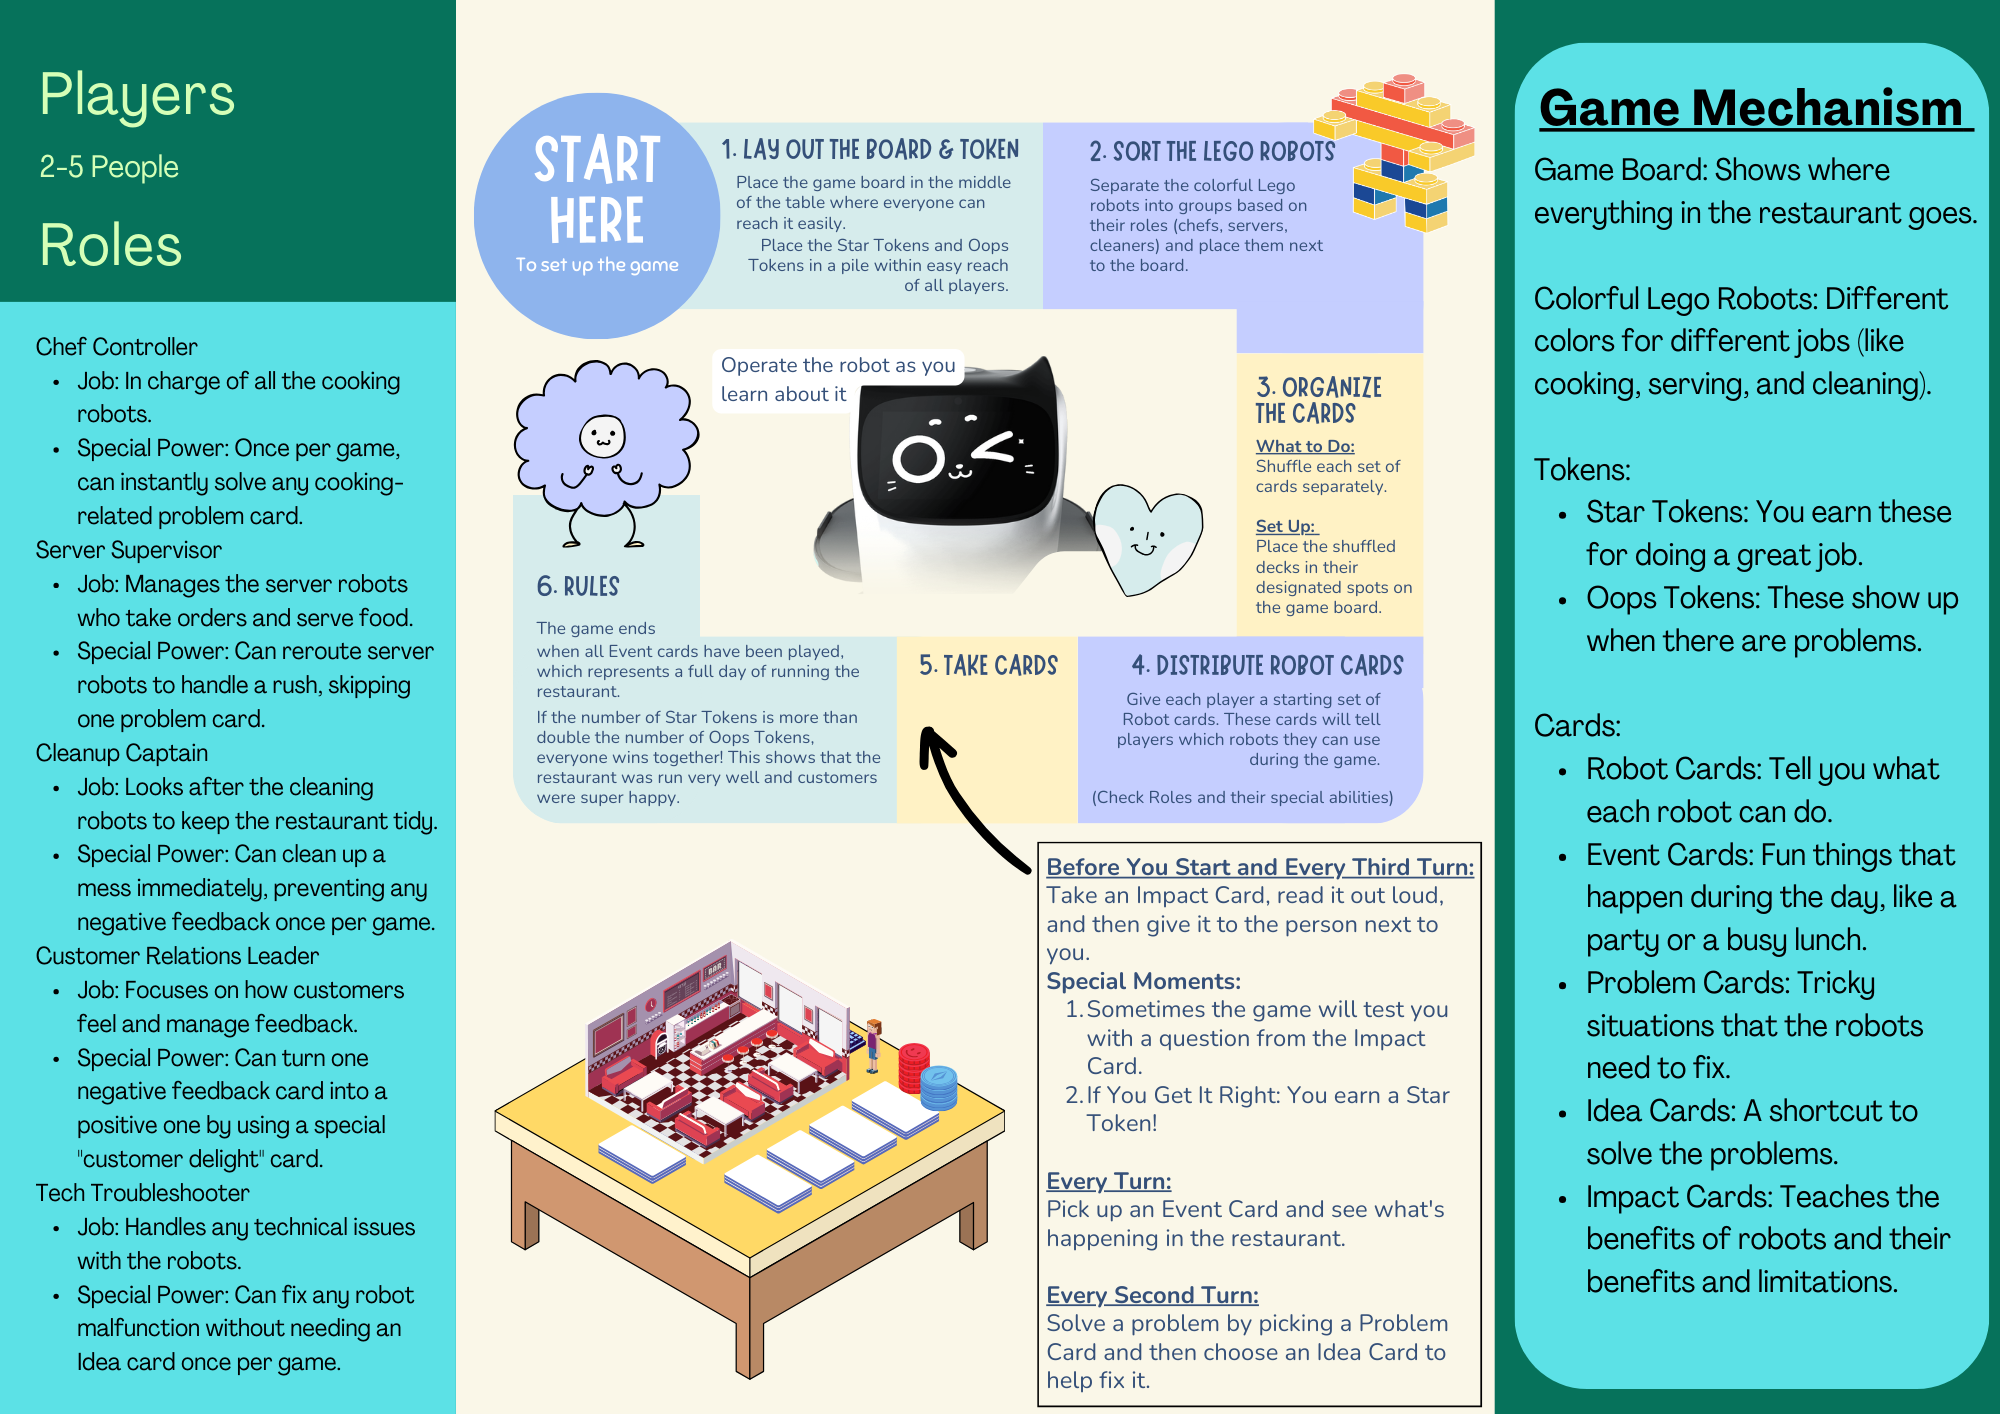 Players
2-5 People
Roles
Chef Controller
• Job: In charge of all the cooking
robots.
• Special Power: Once per game,
can instantly solve any cooking-
related problem card.
Server Supervisor
• Job: Manages the server robots
who take orders and serve food.
• Special Power: Can reroute server
robots to handle a rush, skipping
one problem card.
Cleanup Captain
• Job: Looks after the cleaning
robots to keep the restaurant tidy.
• Special Power: Can clean up a
mess immediately, preventing any
negative feedback once per game.
Customer Relations Leader
• Job: Focuses on how customers
feel and manage feedback.
• Special Power: Can turn one
negative feedback card into a
positive one by using a special
"customer delight" card.
Tech Troubleshooter
• Job: Handles any technical issues
with the robots.
• Special Power: Can fix any robot
malfunction without needing an
Idea card once per game.
START
HERE
To set up the game
1. LAY OUT THE BOARD & TOKEN
Place the game board in the middle
of the table where everyone can
reach it easily.
Place the Star Tokens and Oops
Tokens in a pile within easy reach
of all players.
2. SORT THE LEGO ROBOTS
Separate the colorful Lego
robots into groups based on
their roles (chefs, servers,
cleaners) and place them next
to the board.
Operate the robot as you
learn about it
3. ORGANIZE
THE CARDS
What to Do:
Shuffle each set of
cards separately.
Set Up:
Place the shuffled
decks in their
designated spots on
the game board.
4. DISTRIBUTE ROBOT CARDS
Give each player a starting set of
Robot cards. These cards will tell
players which robots they can use
during the game.
(Check Roles and their special abilities)
5. TAKE CARDS
6. RULES
The game ends
when all Event cards have been played,
which represents a full day of running the
restaurant.
If the number of Star Tokens is more than
double the number of Oops Tokens,
everyone wins together! This shows that the
restaurant was run very well and customers
were super happy.
Before You Start and Every Third Turn:
Take an Impact Card, read it out loud,
and then give it to the person next to
you.
Special Moments:
1. Sometimes the game will test you
with a question from the Impact
Card.
2. If You Get It Right: You earn a Star
Token!
Every Turn:
Pick up an Event Card and see what's
happening in the restaurant.
Every Second Turn:
Solve a problem by picking a Problem
Card and then choose an Idea Card to
help fix it.
BAR
Game Mechanism
Game Board: Shows where
everything in the restaurant goes.
Colorful Lego Robots: Different
colors for different jobs (like
cooking, serving, and cleaning).
Tokens:
• Star Tokens: You earn these
for doing a great job.
• Oops Tokens: These show up
when there are problems.
Cards:
• Robot Cards: Tell you what
each robot can do.
• Event Cards: Fun things that
happen during the day, like a
party or a busy lunch.
• Problem Cards: Tricky
situations that the robots
need to fix.
• Idea Cards: A shortcut to
solve the problems.
• Impact Cards: Teaches the
benefits of robots and their
benefits and limitations.